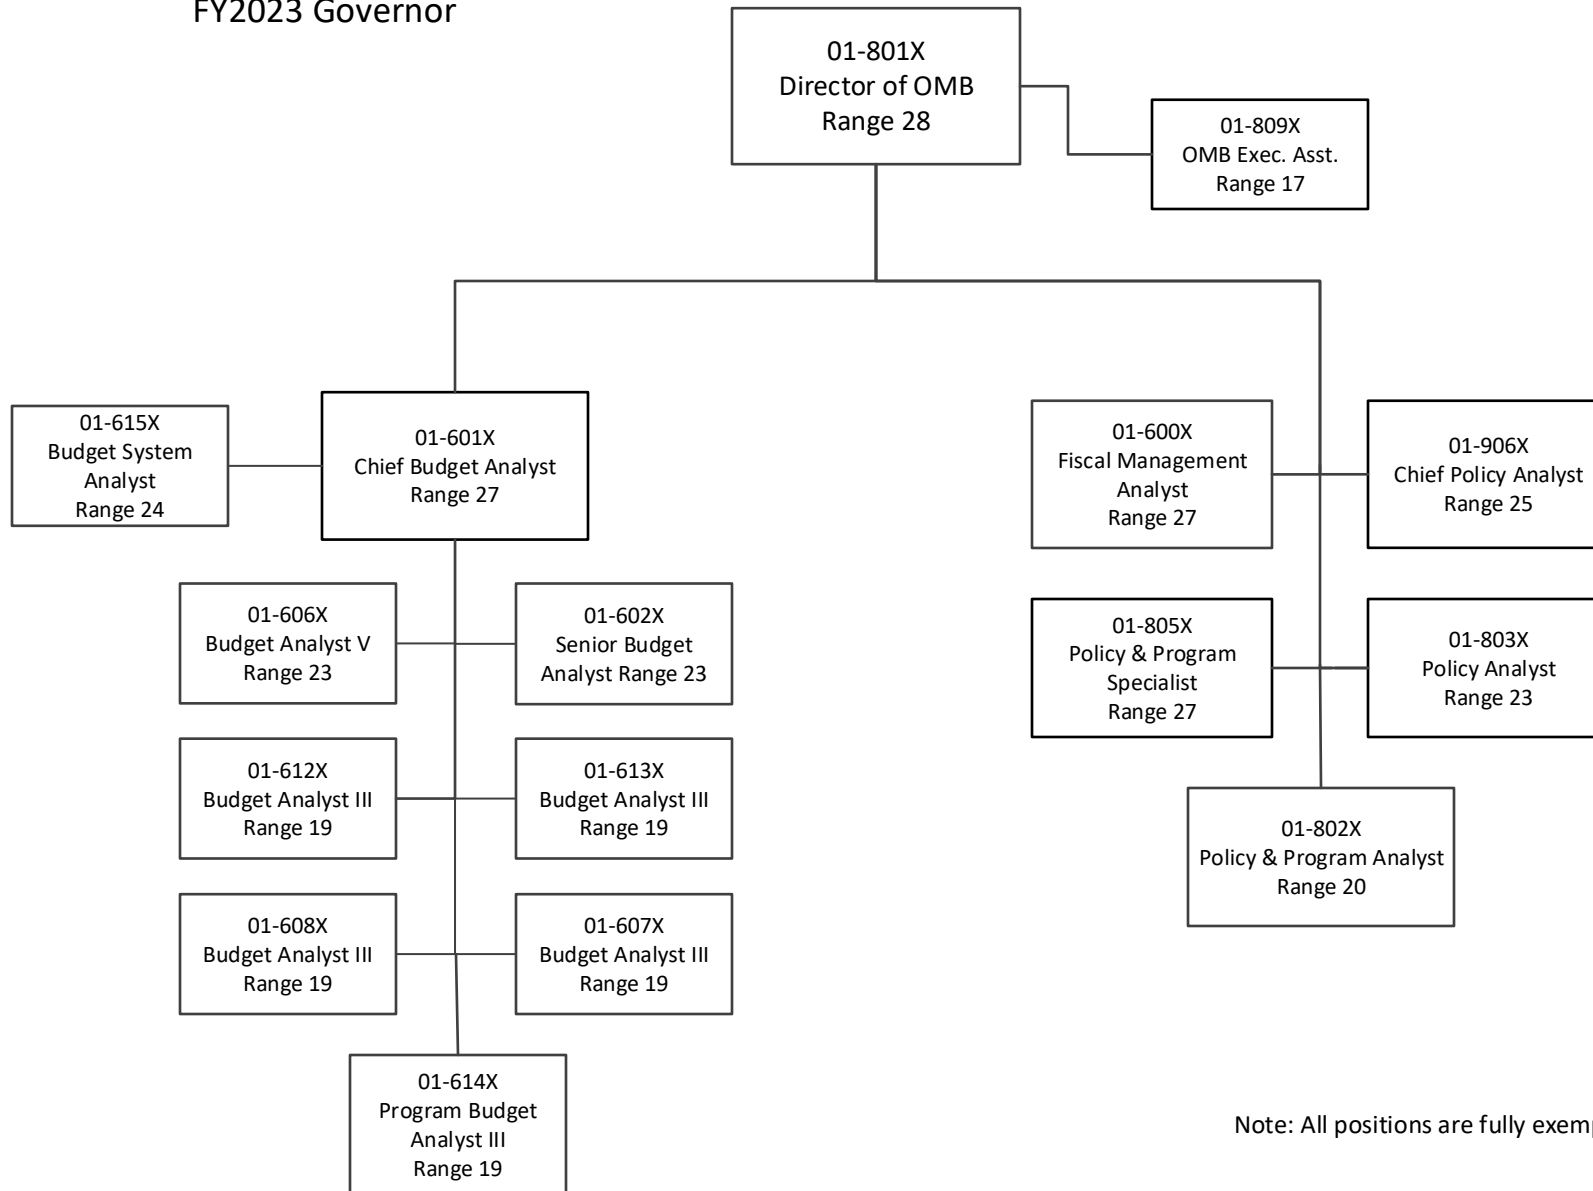 FY2023 Governor
01-801X
Director of OMB
Range 28
01-809X
OMB Exec. Asst.
Range 17
01-615X
Budget System
Analyst
Range 24
01-601X
Chief Budget Analyst
Range 27
01-600X
Fiscal Management
Analyst
Range 27
01-906X
Chief Policy Analyst
Range 25
01-606X
Budget Analyst V
Range 23
01-602X
Senior Budget
Analyst Range 23
01-805X
Policy & Program
Specialist
Range 27
01-803X
Policy Analyst
Range 23
01-612X
Budget Analyst III
Range 19
01-613X
Budget Analyst III
Range 19
01-802X
Policy & Program Analyst
Range 20
01-608X
Budget Analyst III
Range 19
01-607X
Budget Analyst III
Range 19
01-614X
Program Budget
Analyst III
Range 19
Note: All positions are fully